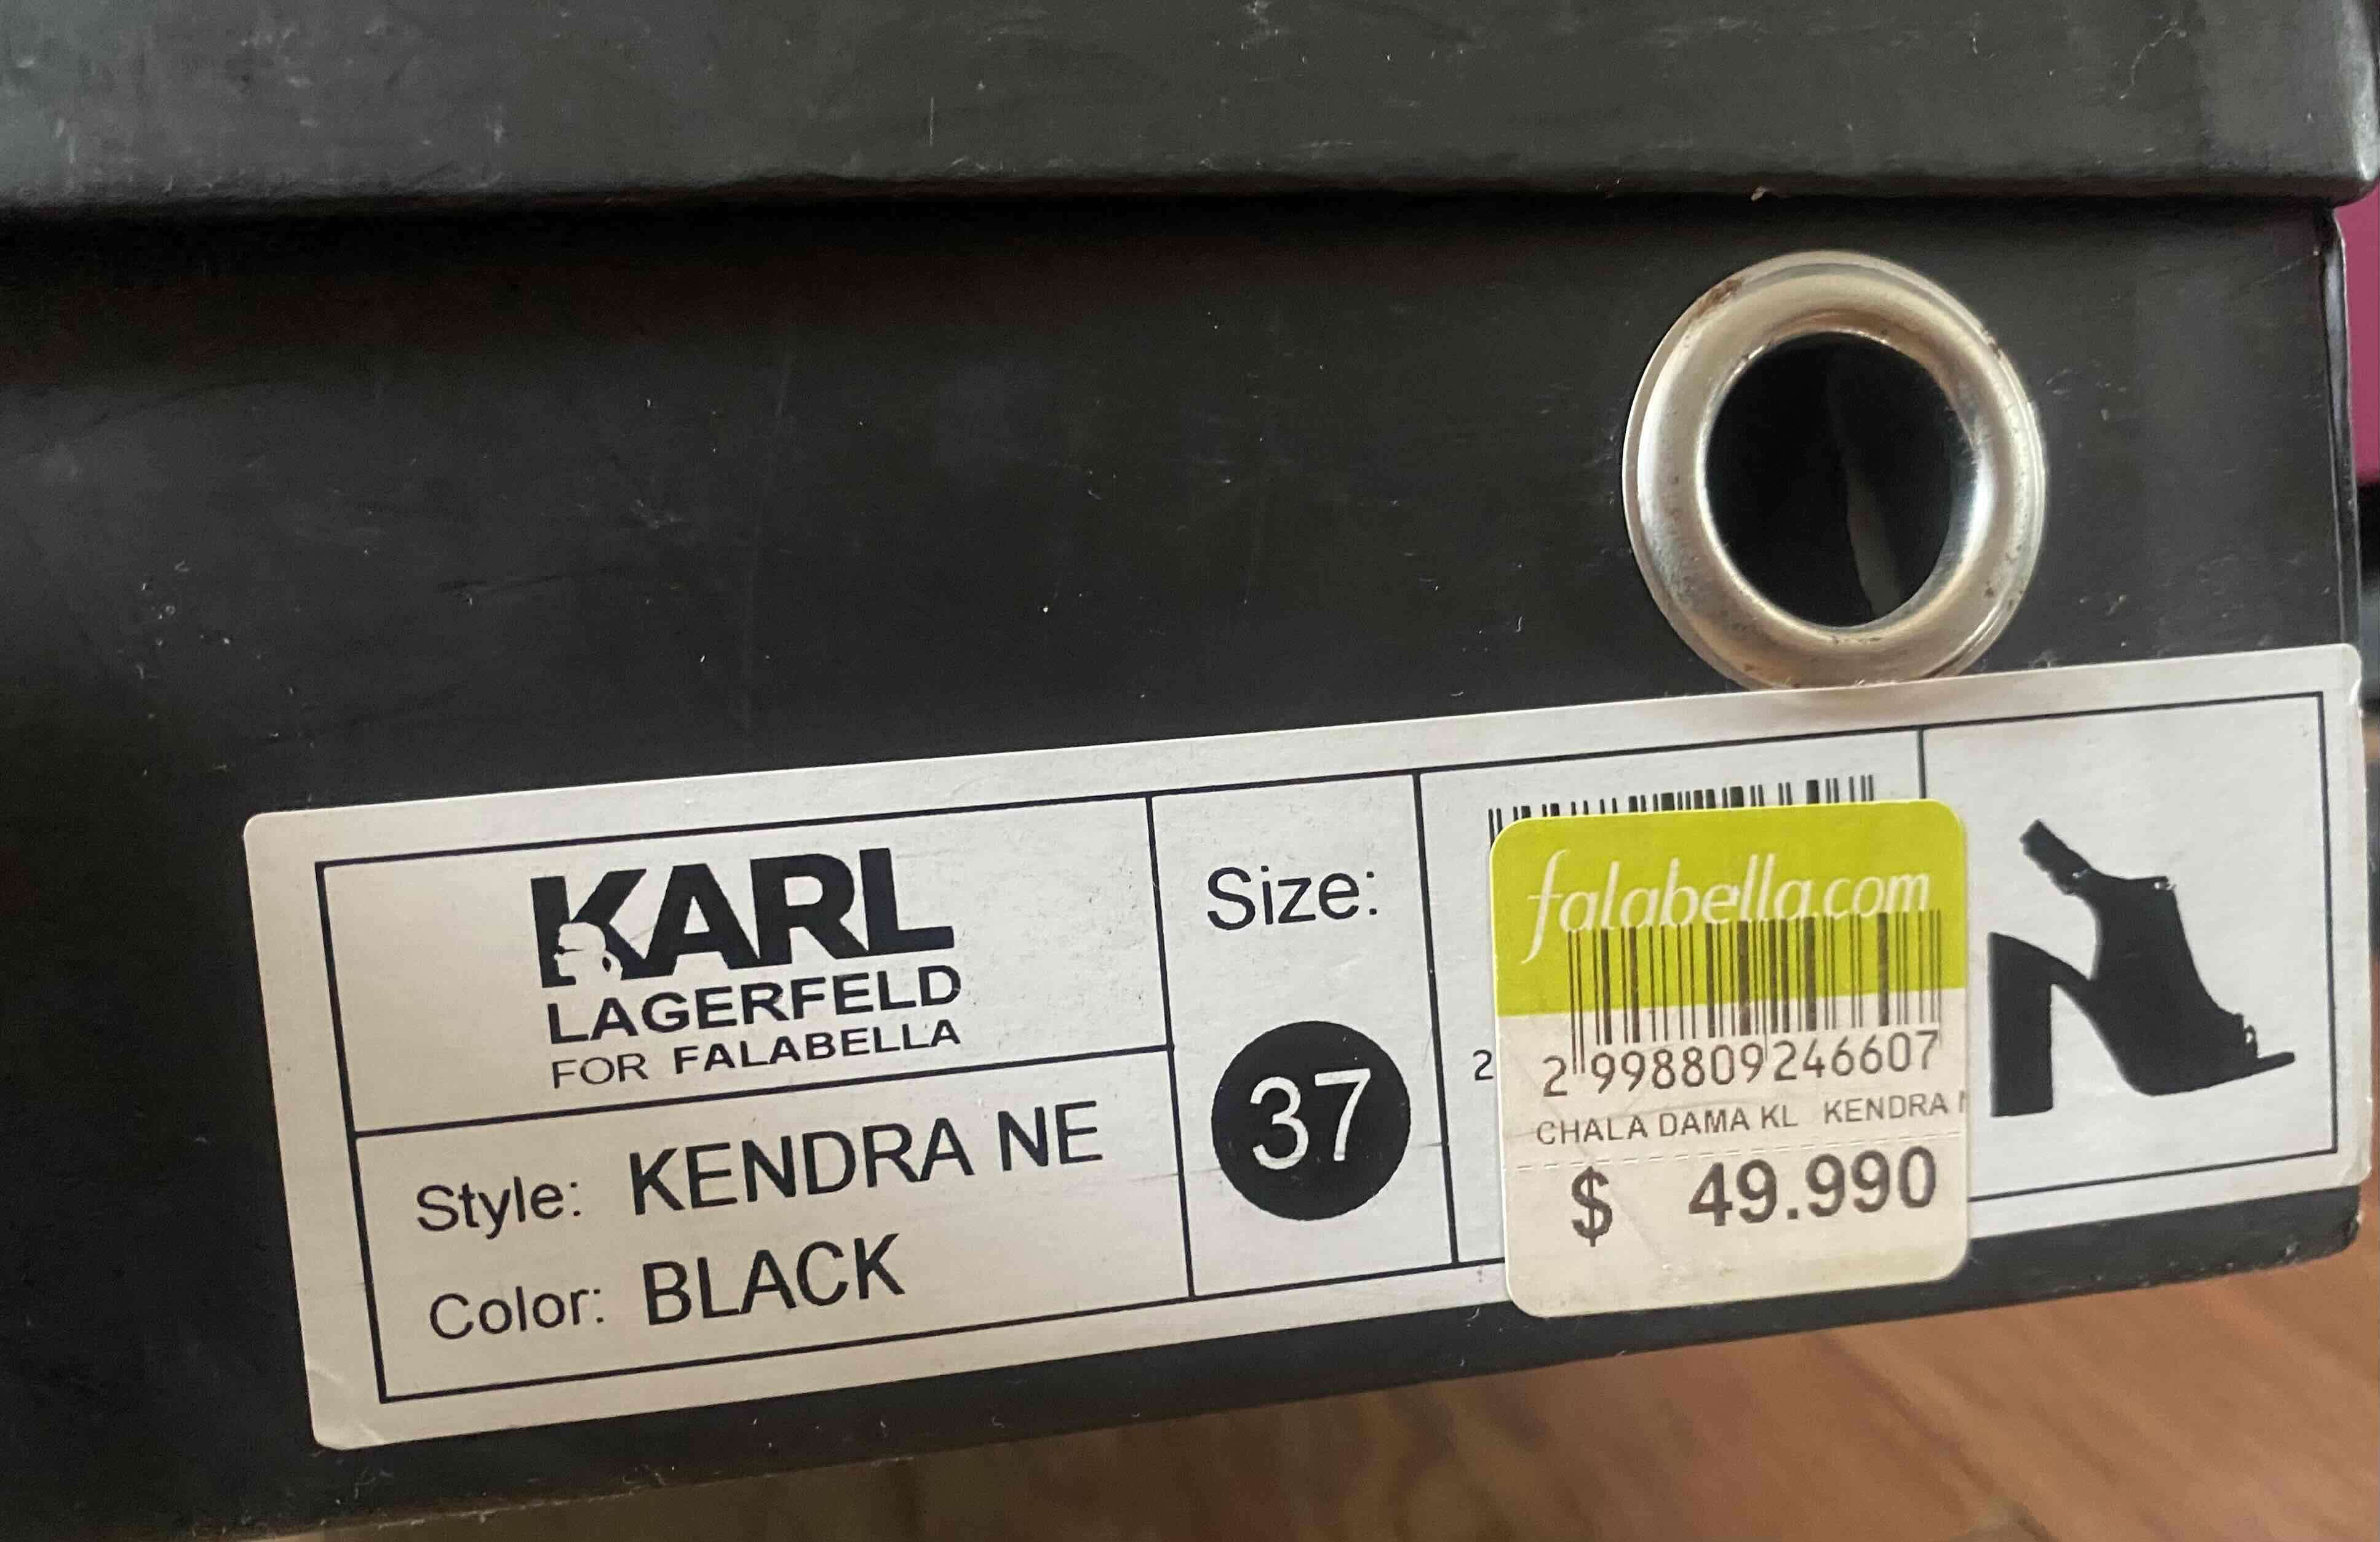 KARL
LAGERFELD
FOR FALABELLA
Style: KENDRA NE
Color: BLACK
Size:
37
2
falabella.com
2 998809 246607
CHALA DAMA KL KENDRA
$ 49.990